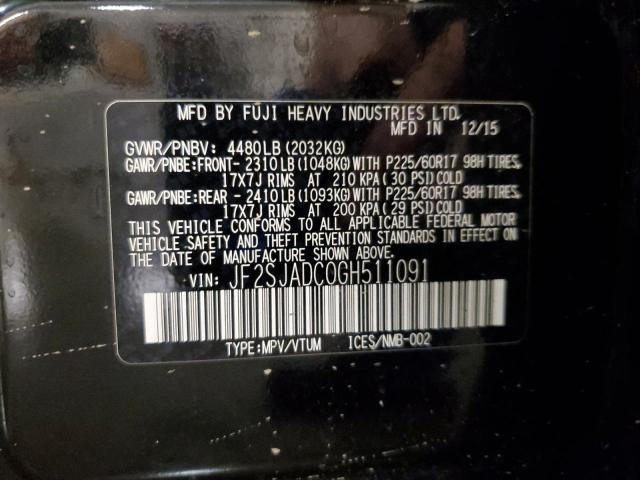 MFD BY FUJI HEAVY INDUSTRIES LTD.
MFD IN 12/15
GVWR/PNBV: 4480LB (2032KG)
GAWR/PNBE:FRONT- 2310LB(1048KG)WITH P225/60R17 98H TIRES,
17X7J RIMS AT 210 KPA(30 PSI)COLD
GAWR/PNBE:REAR - 2410LB(1093KG)WITH P225/60R17 98H TIRES,
17X7J RIMS AT 200 KPA(29 PSI)COLD
THIS VEHICLE CONFORMS TO ALL APPLICABLE FEDERAL MOTOR
VEHICLE SAFETY AND THEFT PREVENTION STANDARDS IN EFFECT ON
THE DATE OF MANUFACTURE SHOWN ABOVE.
VIN: JF2SJADC0GH511091
TYPE:MPV/VTUM ICES/NMB-002